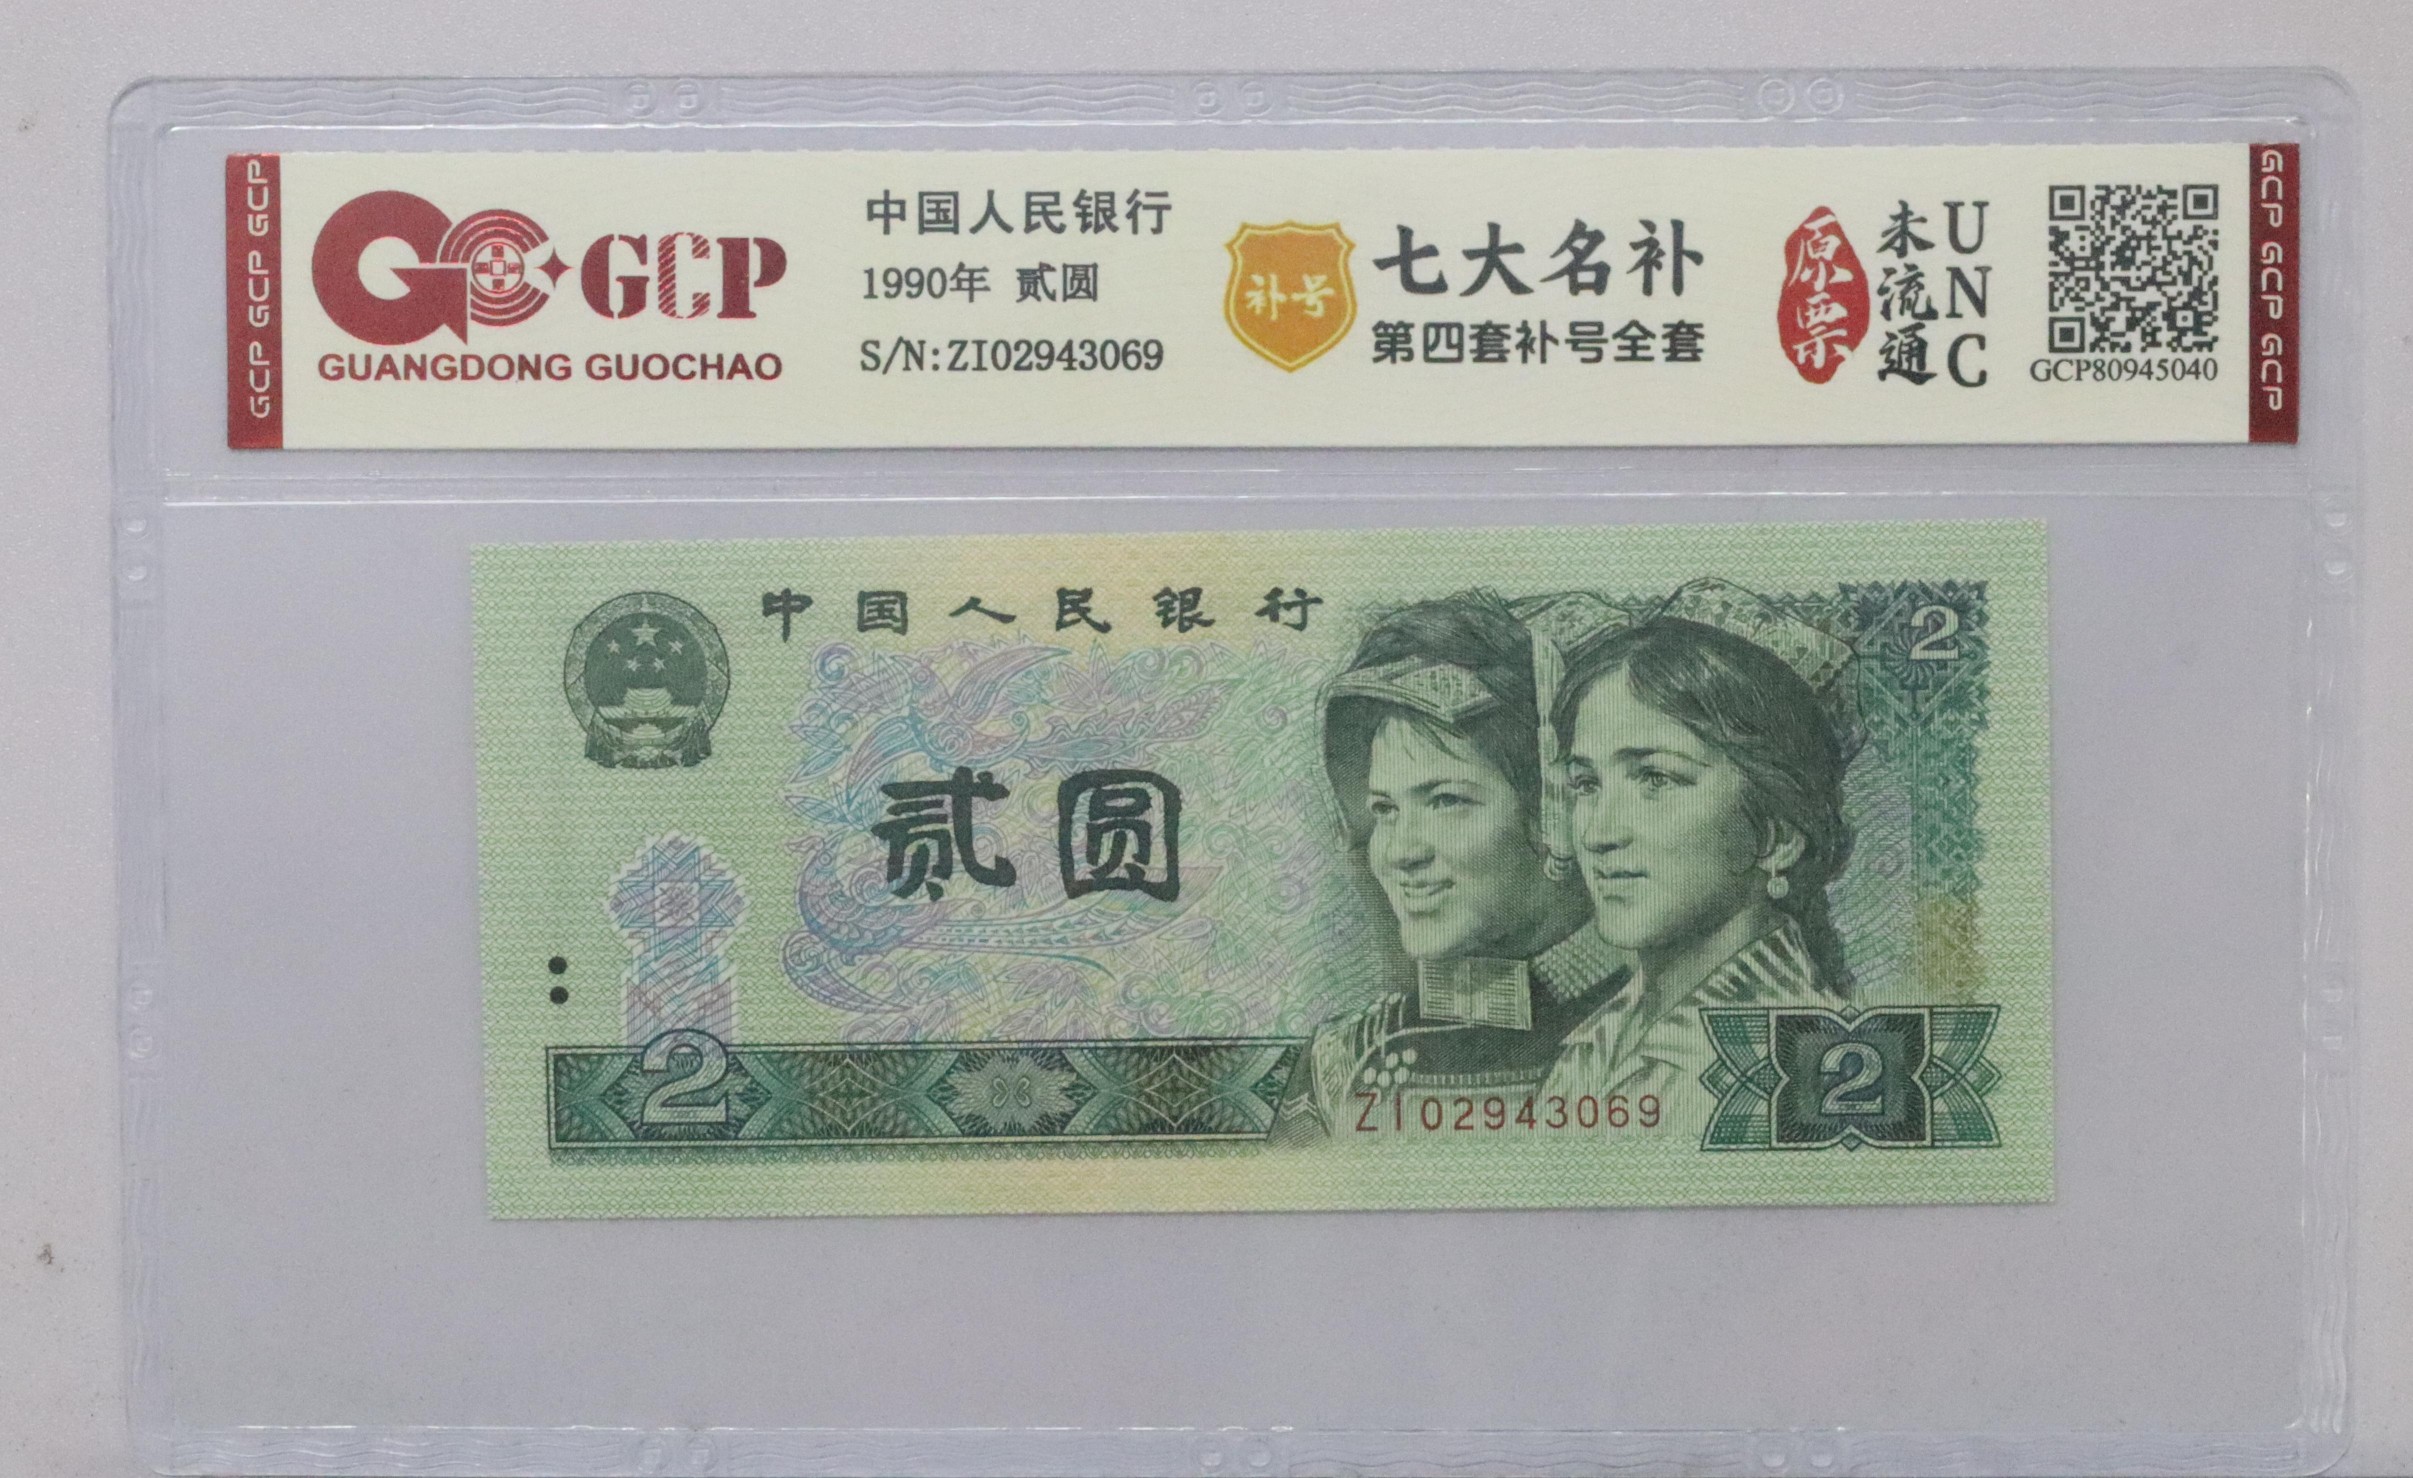 GCP GCP GCP
GCP
GUANGDONG GUOCHAO
中国人民银行
1990年 贰圆
S/N:ZI02943069
补号
七大名补
第四套补号全套
原票
未流通
UNC
GCP80945040
GCP GCP GCP
中国人民银行
2
贰圆
2
ZI02943069
2